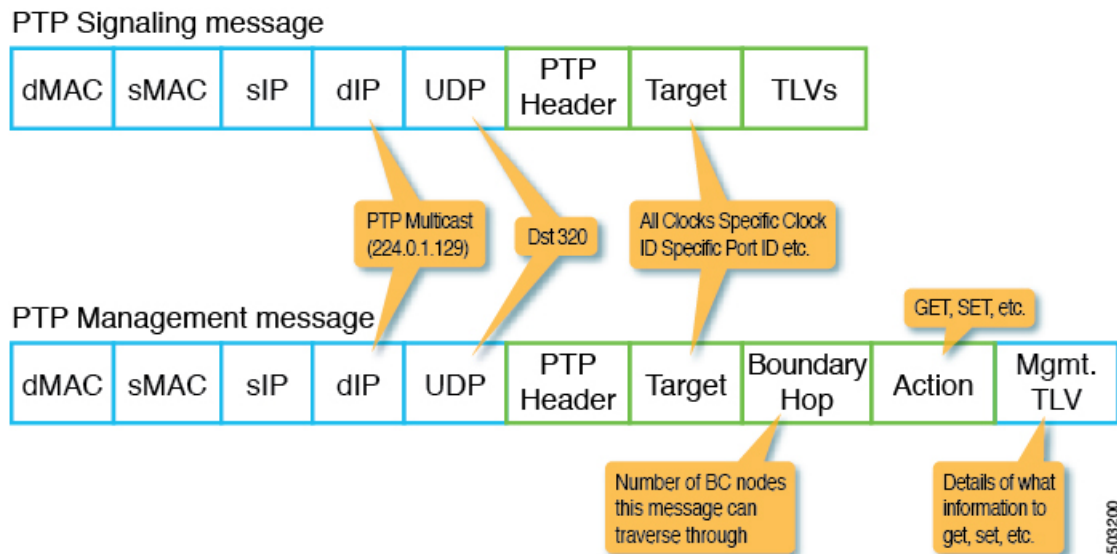 PTP Signaling message
dMAC sMAC sIP dIP UDP PTP Header Target TLVs
PTP Multicast
(224.0.1.129)
Dst 320
All Clocks Specific Clock
ID Specific Port ID etc.
GET, SET, etc.
PTP Management message
dMAC sMAC sIP dIP UDP PTP Header Target Boundary Hop Action Mgmt. TLV
Number of BC nodes
this message can
traverse through
Details of what
information to
get, set, etc.
503200